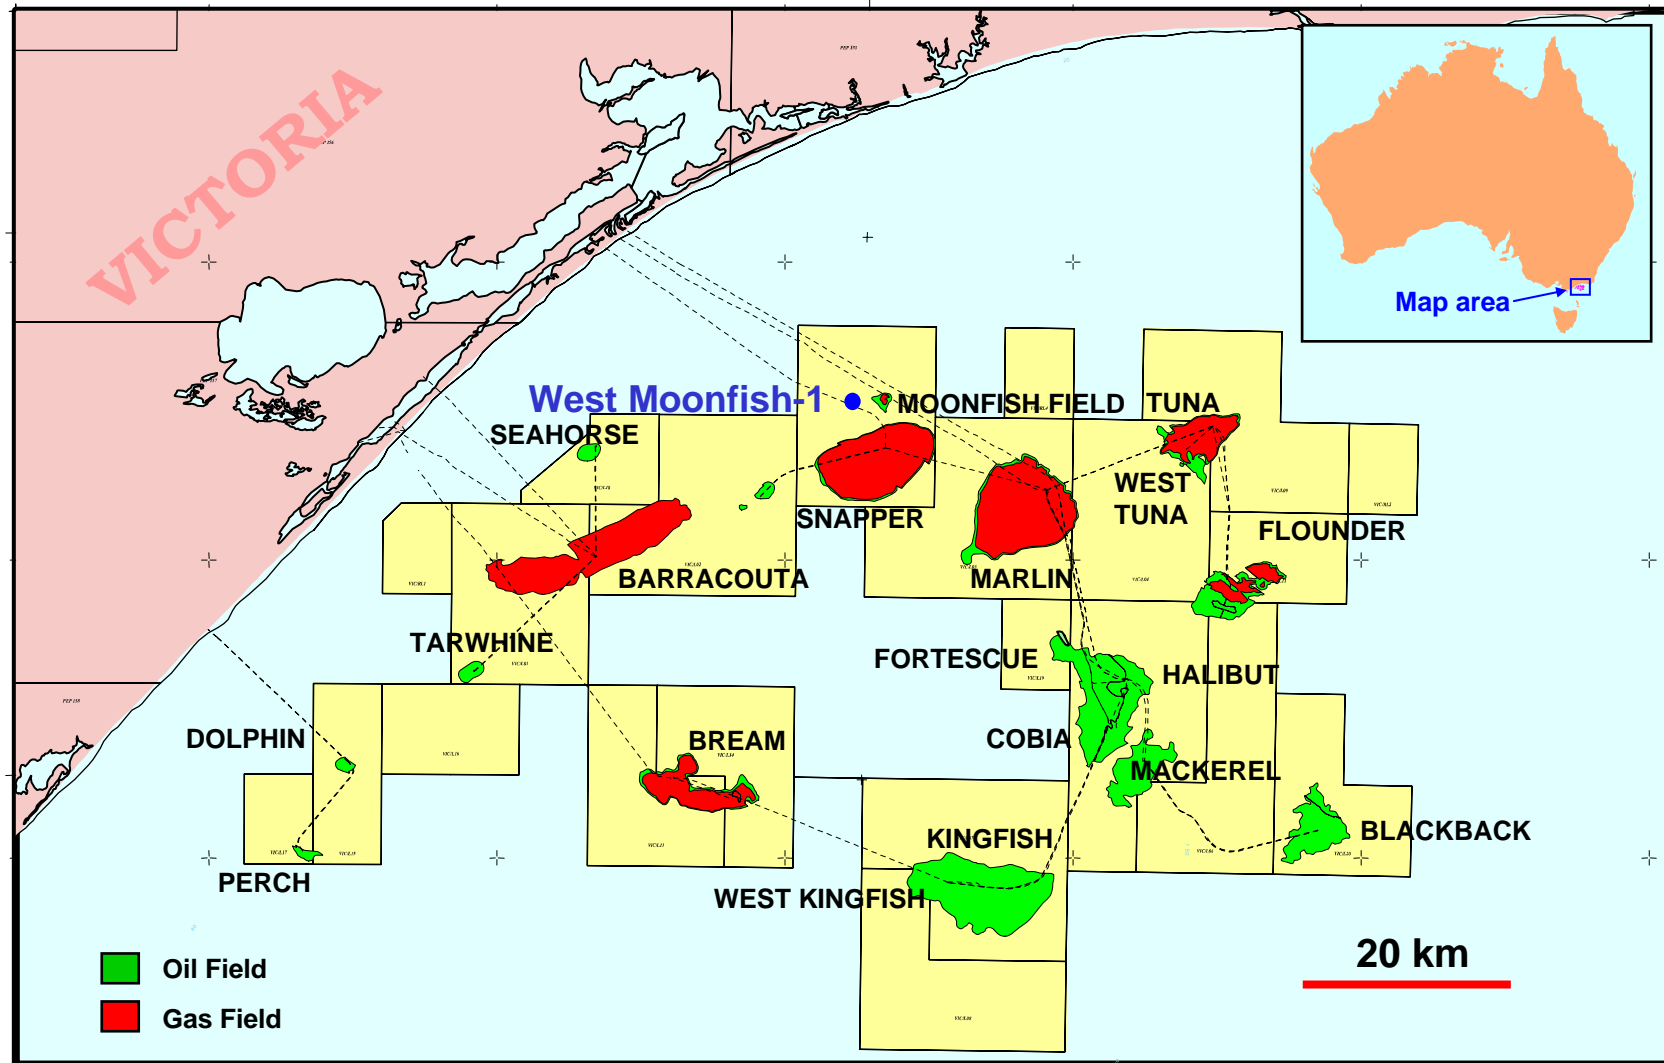 VICTORIA
Map area
West Moonfish-1
MOONFISH FIELD
TUNA
SEAHORSE
WEST
TUNA
SNAPPER
FLOUNDER
BARRACOUTA
MARLIN
TARWHINE
FORTESCUE
HALIBUT
DOLPHIN
BREAM
COBIA
MACKEREL
KINGFISH
BLACKBACK
PERCH
WEST KINGFISH
20 km
Oil Field
Gas Field